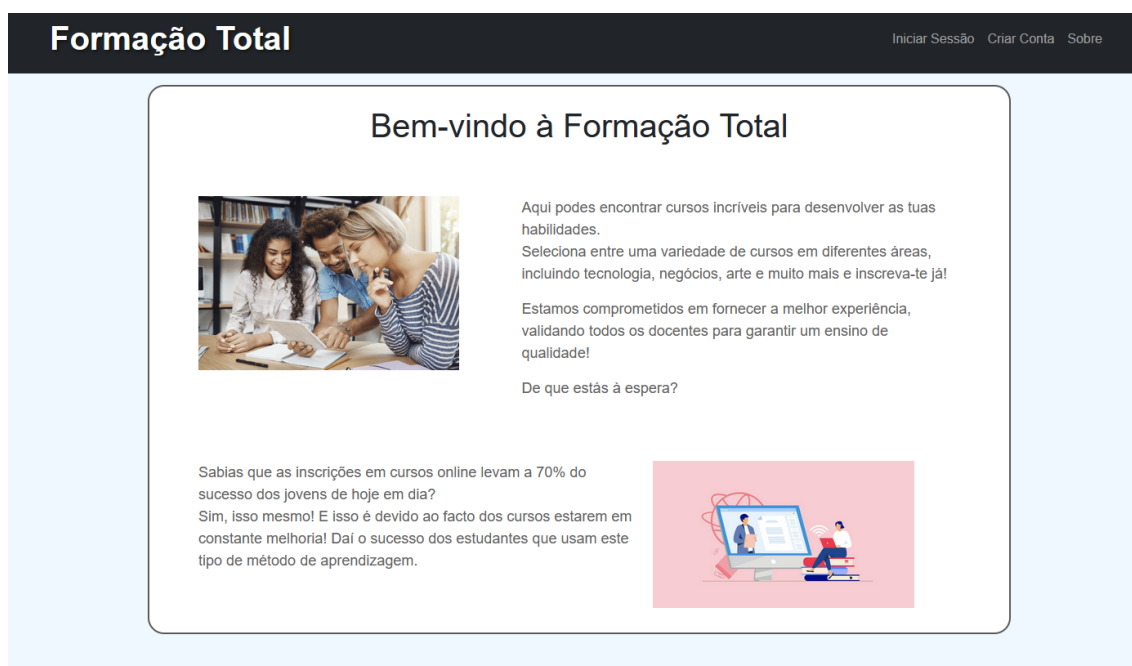 Formação Total
Iniciar Sessão Criar Conta Sobre
Bem-vindo à Formação Total
Aqui podes encontrar cursos incríveis para desenvolver as tuas
habilidades.
Seleciona entre uma variedade de cursos em diferentes áreas,
incluindo tecnologia, negócios, arte e muito mais e inscreva-te já!
Estamos comprometidos em fornecer a melhor experiência,
validando todos os docentes para garantir um ensino de
qualidade!
De que estás à espera?
Sabias que as inscrições em cursos online levam a 70% do
sucesso dos jovens de hoje em dia?
Sim, isso mesmo! E isso é devido ao facto dos cursos estarem em
constante melhoria! Daí o sucesso dos estudantes que usam este
tipo de método de aprendizagem.